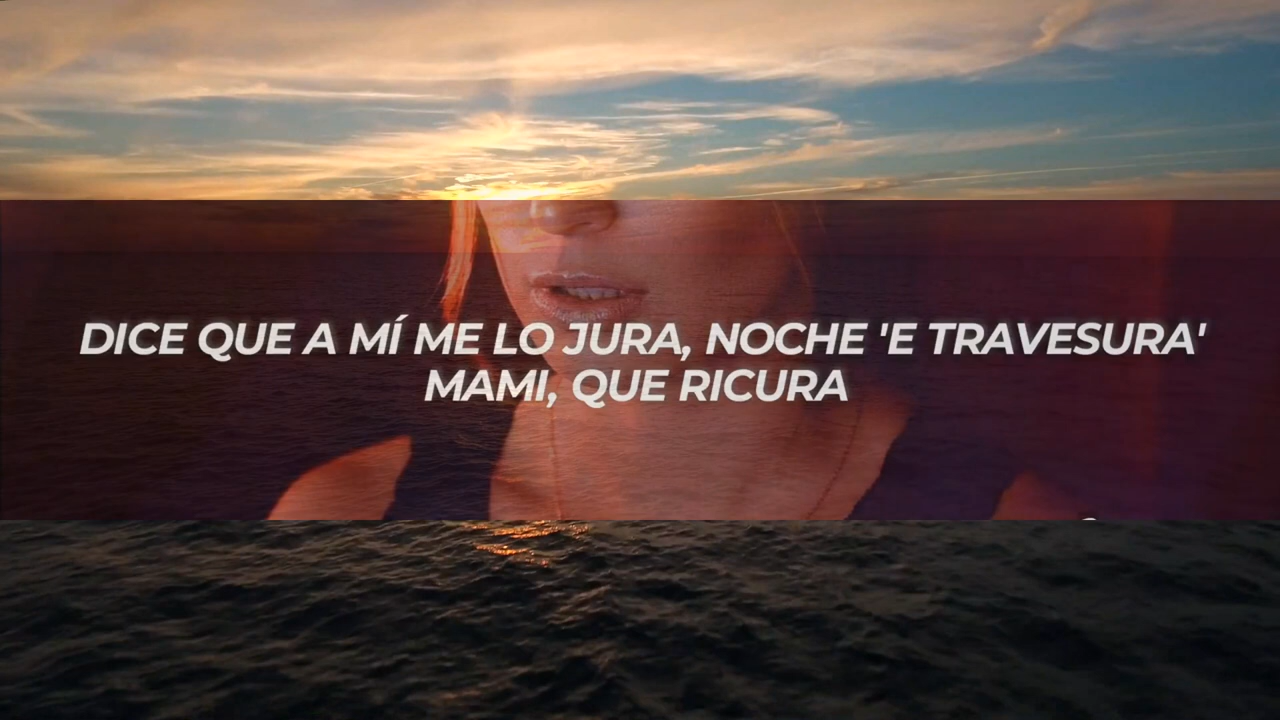 DICE QUE A MÍ ME LO JURA, NOCHE 'E TRAVESURA'
MAMI, QUE RICURA